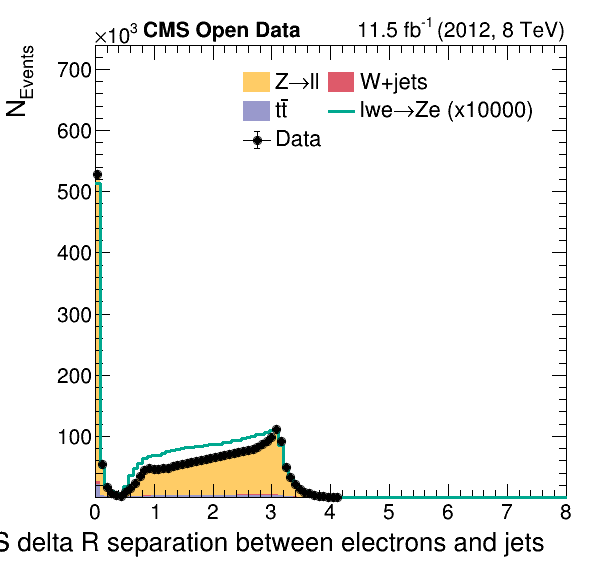 ×10³ CMS Open Data 11.5 fb⁻¹ (2012, 8 TeV)
N_Events
700
600
500
400
300
200
100
Z→ll W+jets
tt̄ lwe→Ze (x10000)
Data
0 1 2 3 4 5 6 7 8
S delta R separation between electrons and jets